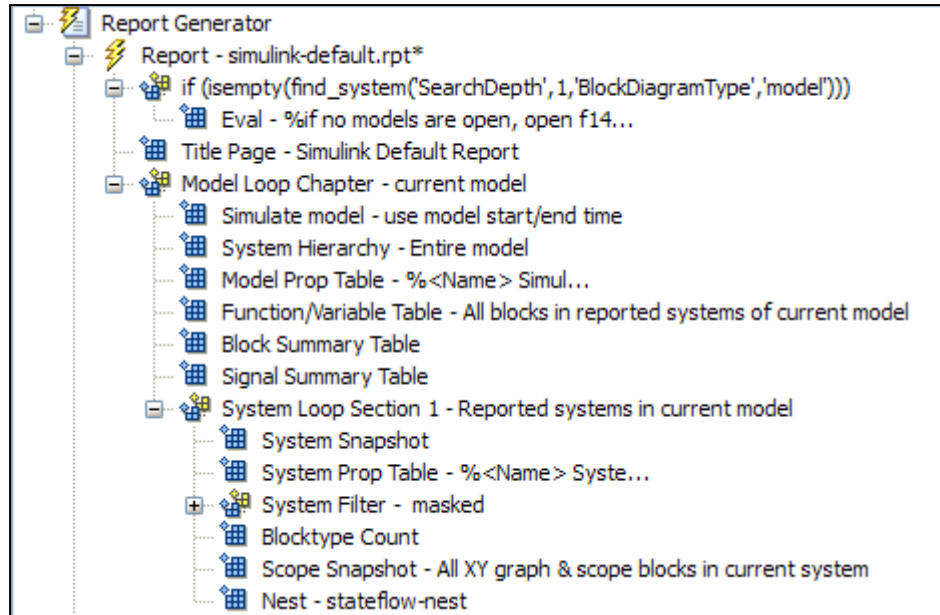 Report Generator
Report - simulink-default.rpt*
if (isempty(find_system('SearchDepth',1,'BlockDiagramType','model')))
Eval - %if no models are open, open f14...
Title Page - Simulink Default Report
Model Loop Chapter - current model
Simulate model - use model start/end time
System Hierarchy - Entire model
Model Prop Table - %<Name> Simul...
Function/Variable Table - All blocks in reported systems of current model
Block Summary Table
Signal Summary Table
System Loop Section 1 - Reported systems in current model
System Snapshot
System Prop Table - %<Name> Syste...
System Filter - masked
Blocktype Count
Scope Snapshot - All XY graph & scope blocks in current system
Nest - stateflow-nest